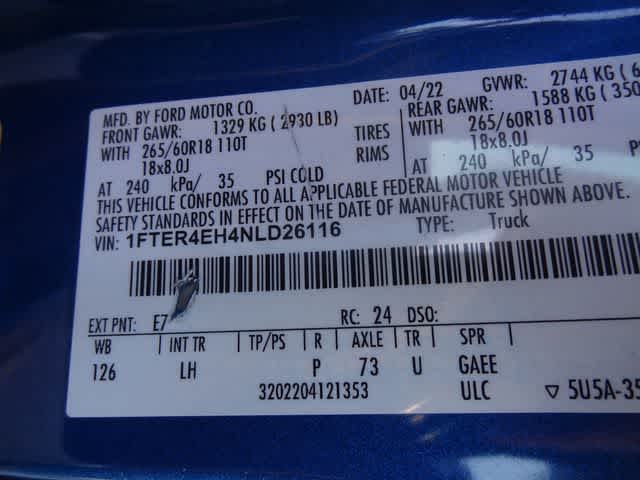 MFD. BY FORD MOTOR CO. DATE: 04/22 GVWR: 2744 KG (
FRONT GAWR: 1329 KG ( 2930 LB) REAR GAWR: 1588 KG ( 350
WITH 265/60R18 110T TIRES WITH 265/60R18 110T
18x8.0J RIMS 18x8.0J
AT 240 kPa/ 35 PSI COLD AT 240 kPa/ 35
THIS VEHICLE CONFORMS TO ALL APPLICABLE FEDERAL MOTOR VEHICLE
SAFETY STANDARDS IN EFFECT ON THE DATE OF MANUFACTURE SHOWN ABOVE.
VIN: 1FTER4EH4NLD26116 TYPE: Truck
EXT PNT: E7 RC: 24 DSO:
WB INT TR TP/PS R AXLE TR SPR
126 LH P 73 U GAEE
3202204121353 ULC ▽ 5U5A-35